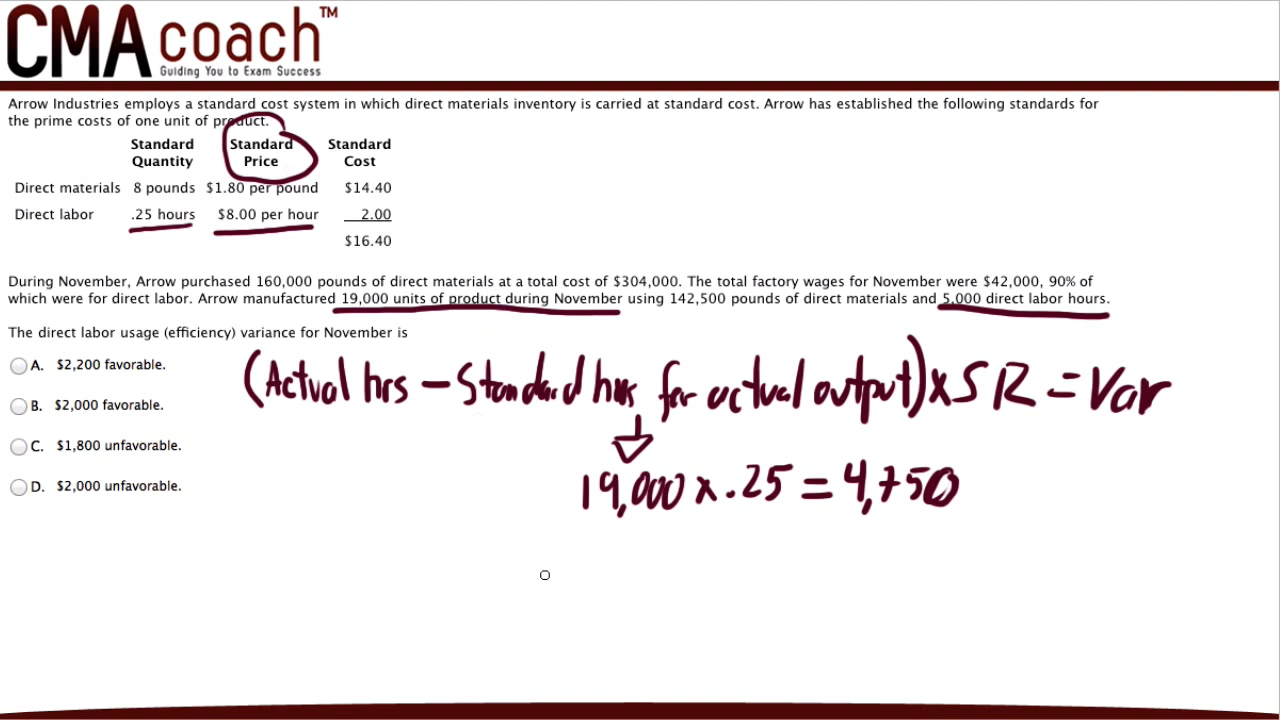 CMAcoach™
Guiding You to Exam Success
Arrow Industries employs a standard cost system in which direct materials inventory is carried at standard cost. Arrow has established the following standards for
the prime costs of one unit of product.
Standard Standard Standard
Quantity Price Cost
Direct materials 8 pounds $1.80 per pound $14.40
Direct labor .25 hours $8.00 per hour 2.00
$16.40
During November, Arrow purchased 160,000 pounds of direct materials at a total cost of $304,000. The total factory wages for November were $42,000, 90% of
which were for direct labor. Arrow manufactured 19,000 units of product during November using 142,500 pounds of direct materials and 5,000 direct labor hours.
The direct labor usage (efficiency) variance for November is
A. $2,200 favorable.
B. $2,000 favorable.
C. $1,800 unfavorable.
D. $2,000 unfavorable.
(Actual hrs – Standard hrs for actual output) x SR = Var
19,000 x .25 = 4,750